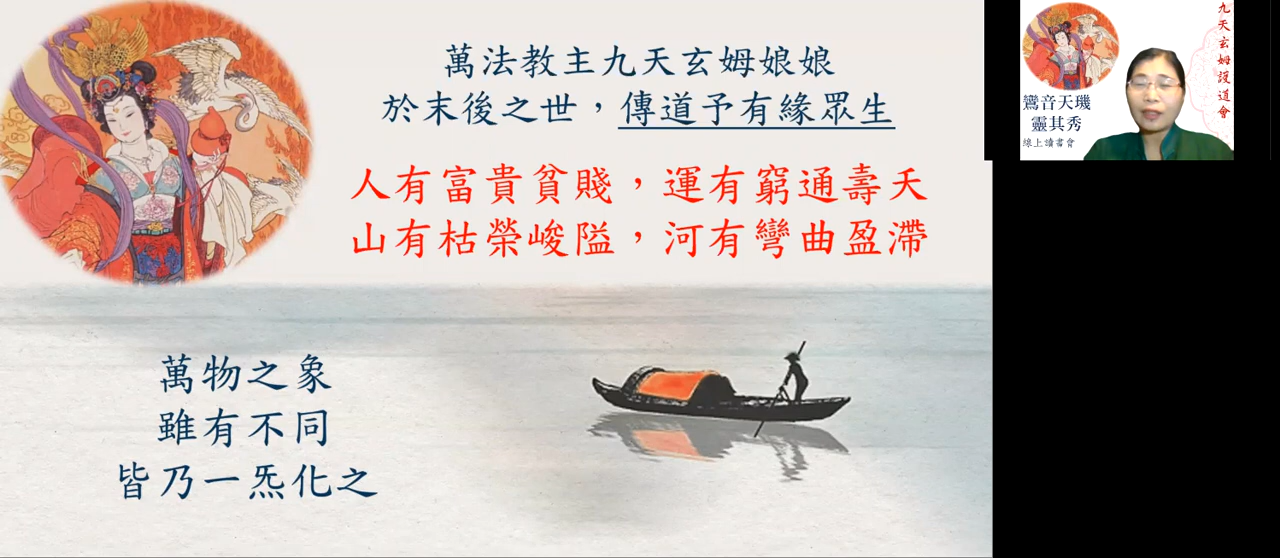 萬法教主九天玄姆娘娘
於末後之世，傳道予有緣眾生
人有富貴貧賤，運有窮通壽夭
山有枯榮峻隘，河有彎曲盈滯
萬物之象
雖有不同
皆乃一炁化之
九天玄姆護道會
鸞音天璣
靈其秀
線上讀書會